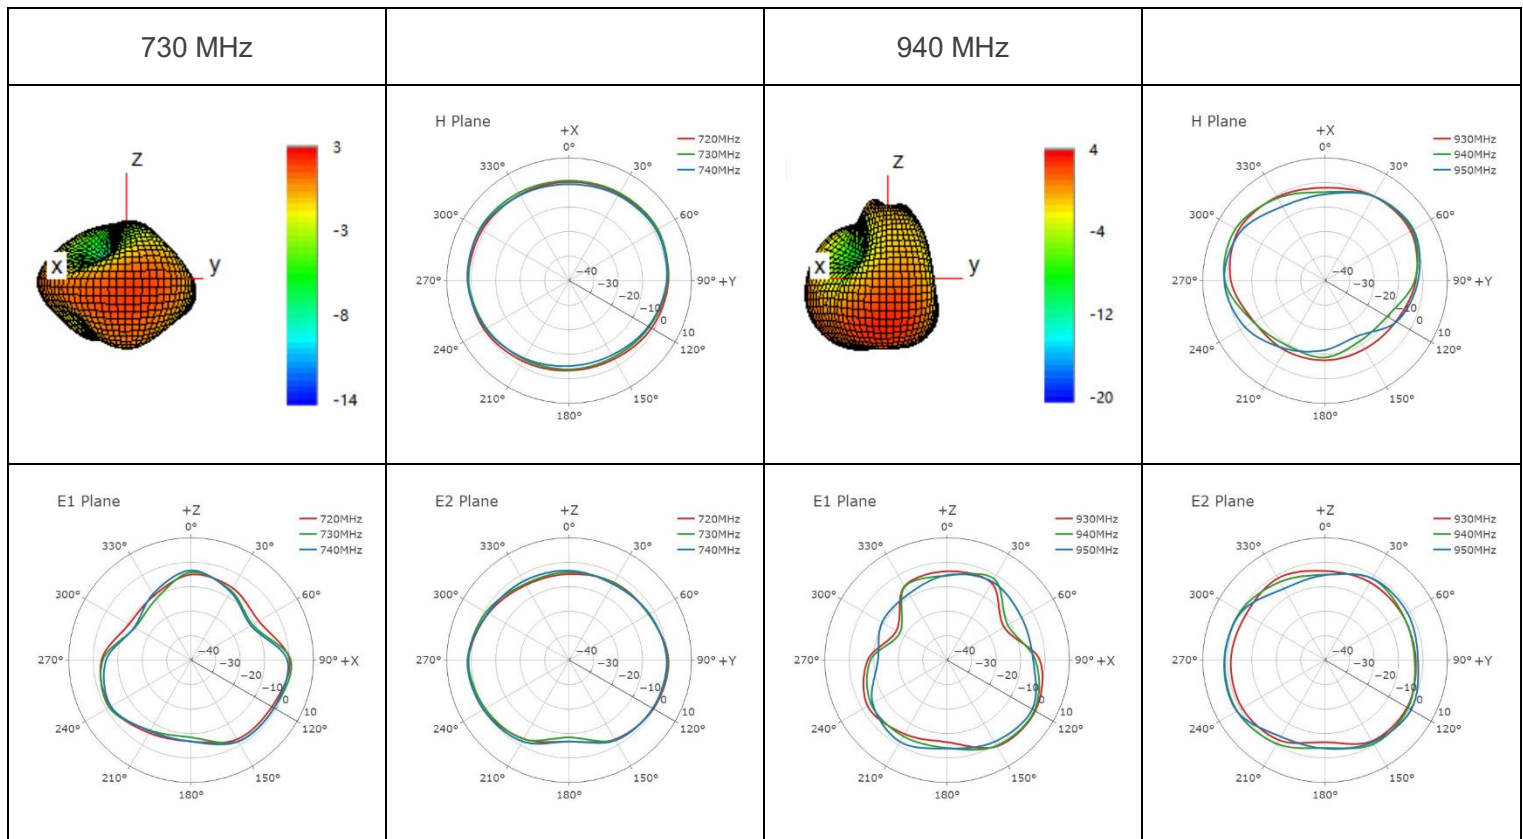 730 MHz
940 MHz
Z
X
y
3
-3
-8
-14
H Plane
+X
0°
720MHz
730MHz
740MHz
330°
30°
300°
60°
270°
90° +Y
240°
120°
210°
150°
180°
−40
−30
−20
−10
0
10
Z
X
y
4
-4
-12
-20
H Plane
+X
0°
930MHz
940MHz
950MHz
330°
30°
300°
60°
270°
90° +Y
240°
120°
210°
150°
180°
−40
−30
−20
−10
0
10
E1 Plane
+Z
0°
720MHz
730MHz
740MHz
330°
30°
300°
60°
270°
90° +X
240°
120°
210°
150°
180°
−40
−30
−20
−10
0
10
E2 Plane
+Z
0°
720MHz
730MHz
740MHz
330°
30°
300°
60°
270°
90° +Y
240°
120°
210°
150°
180°
−40
−30
−20
−10
0
10
E1 Plane
+Z
0°
930MHz
940MHz
950MHz
330°
30°
300°
60°
270°
90° +X
240°
120°
210°
150°
180°
−40
−30
−20
−10
0
10
E2 Plane
+Z
0°
930MHz
940MHz
950MHz
330°
30°
300°
60°
270°
90° +Y
240°
120°
210°
150°
180°
−40
−30
−20
−10
0
10